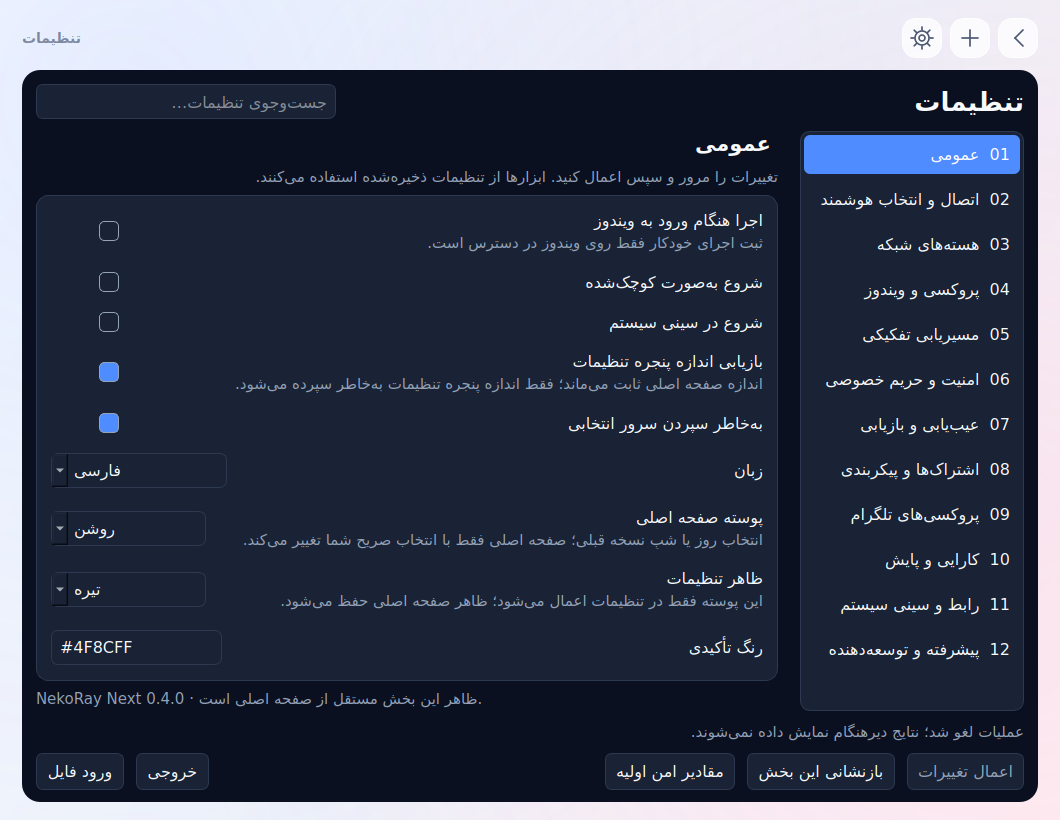 تنظیمات
تنظیمات
جست‌وجوی تنظیمات...
01 عمومی
02 اتصال و انتخاب هوشمند
03 هسته‌های شبکه
04 پروکسی و ویندوز
05 مسیریابی تفکیکی
06 امنیت و حریم خصوصی
07 عیب‌یابی و بازیابی
08 اشتراک‌ها و پیکربندی
09 پروکسی‌های تلگرام
10 کارایی و پایش
11 رابط و سینی سیستم
12 پیشرفته و توسعه‌دهنده
عمومی
تغییرات را مرور و سپس اعمال کنید. ابزارها از تنظیمات ذخیره‌شده استفاده می‌کنند.
اجرا هنگام ورود به ویندوز
ثبت اجرای خودکار فقط روی ویندوز در دسترس است.
شروع به‌صورت کوچک‌شده
شروع در سینی سیستم
بازیابی اندازه پنجره تنظیمات
اندازه صفحه اصلی ثابت می‌ماند؛ فقط اندازه پنجره تنظیمات به‌خاطر سپرده می‌شود.
به‌خاطر سپردن سرور انتخابی
زبان
فارسی
پوسته صفحه اصلی
انتخاب روز یا شب نسخه قبلی؛ صفحه اصلی فقط با انتخاب صریح شما تغییر می‌کند.
روشن
ظاهر تنظیمات
این پوسته فقط در تنظیمات اعمال می‌شود؛ ظاهر صفحه اصلی حفظ می‌شود.
تیره
رنگ تأکیدی
#4F8CFF
NekoRay Next 0.4.0 · ظاهر این بخش مستقل از صفحه اصلی است.
عملیات لغو شد؛ نتایج دیرهنگام نمایش داده نمی‌شوند.
اعمال تغییرات
بازنشانی این بخش
مقادیر امن اولیه
خروجی
ورود فایل